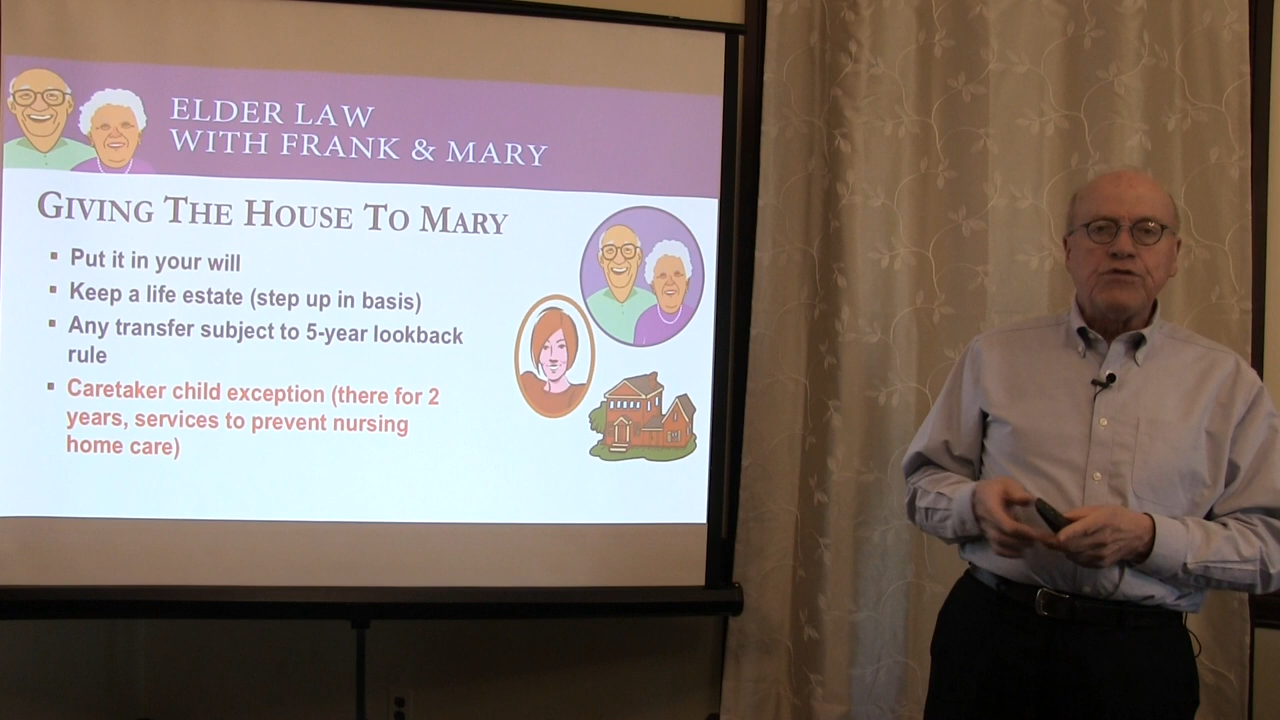 ELDER LAW
WITH FRANK & MARY
GIVING THE HOUSE TO MARY
▪ Put it in your will
▪ Keep a life estate (step up in basis)
▪ Any transfer subject to 5-year lookback
rule
▪ Caretaker child exception (there for 2
years, services to prevent nursing
home care)